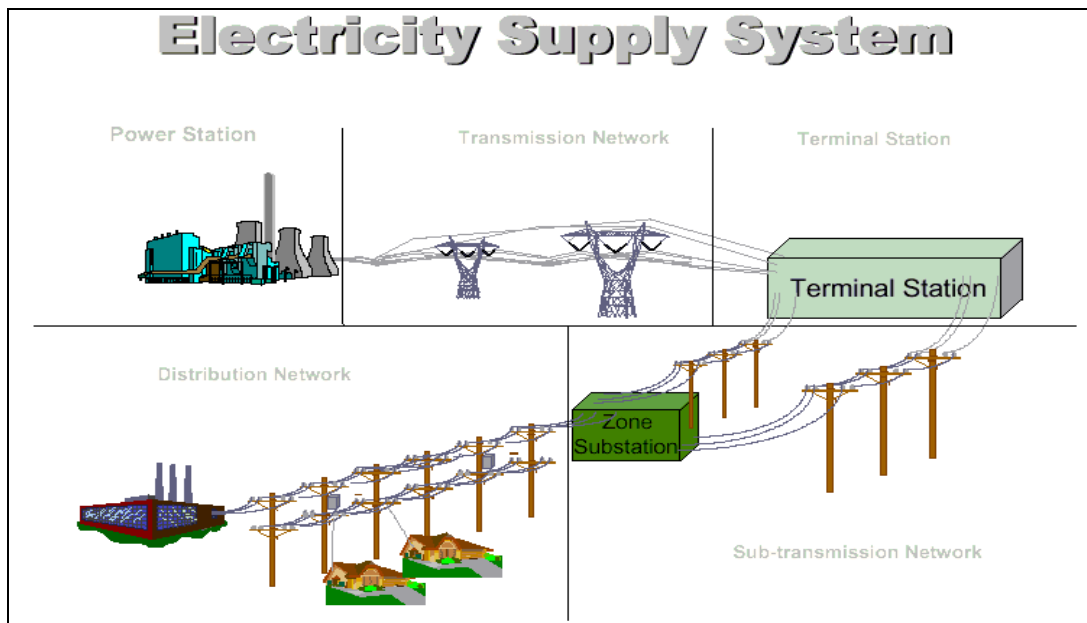 Electricity Supply System
Power Station
Transmission Network
Terminal Station
Terminal Station
Distribution Network
Zone
Substation
Sub-transmission Network